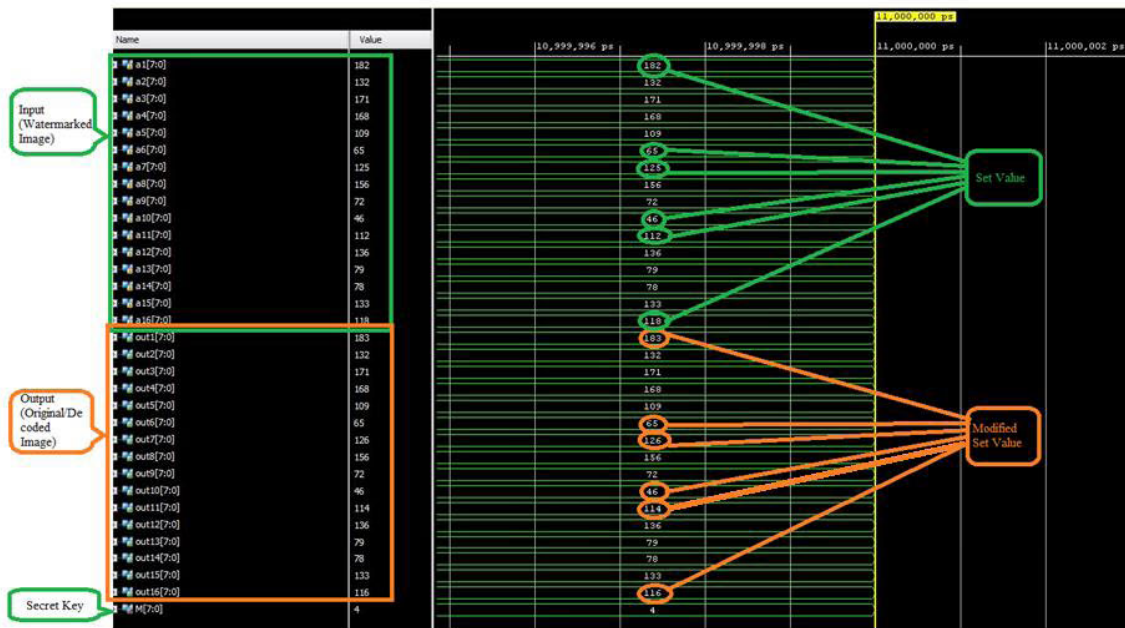 11,000,000 ps
Name Value
10,999,996 ps 10,999,998 ps 11,000,000 ps 11,000,002 ps
a1[7:0] 182 182
a2[7:0] 132 132
a3[7:0] 171 171
a4[7:0] 168 168
a5[7:0] 109 109
a6[7:0] 65 65
a7[7:0] 125 125
a8[7:0] 156 156
a9[7:0] 72 72
a10[7:0] 46 46
a11[7:0] 112 112
a12[7:0] 136 136
a13[7:0] 79 79
a14[7:0] 78 78
a15[7:0] 133 133
a16[7:0] 118 118
out1[7:0] 183 183
out2[7:0] 132 132
out3[7:0] 171 171
out4[7:0] 168 168
out5[7:0] 109 109
out6[7:0] 65 65
out7[7:0] 126 126
out8[7:0] 156 156
out9[7:0] 72 72
out10[7:0] 46 46
out11[7:0] 114 114
out12[7:0] 136 136
out13[7:0] 79 79
out14[7:0] 78 78
out15[7:0] 133 133
out16[7:0] 116 116
M[7:0] 4 4
Input
(Watermarked
Image)
Output
(Original/De
coded
Image)
Secret Key
Set Value
Modified
Set Value